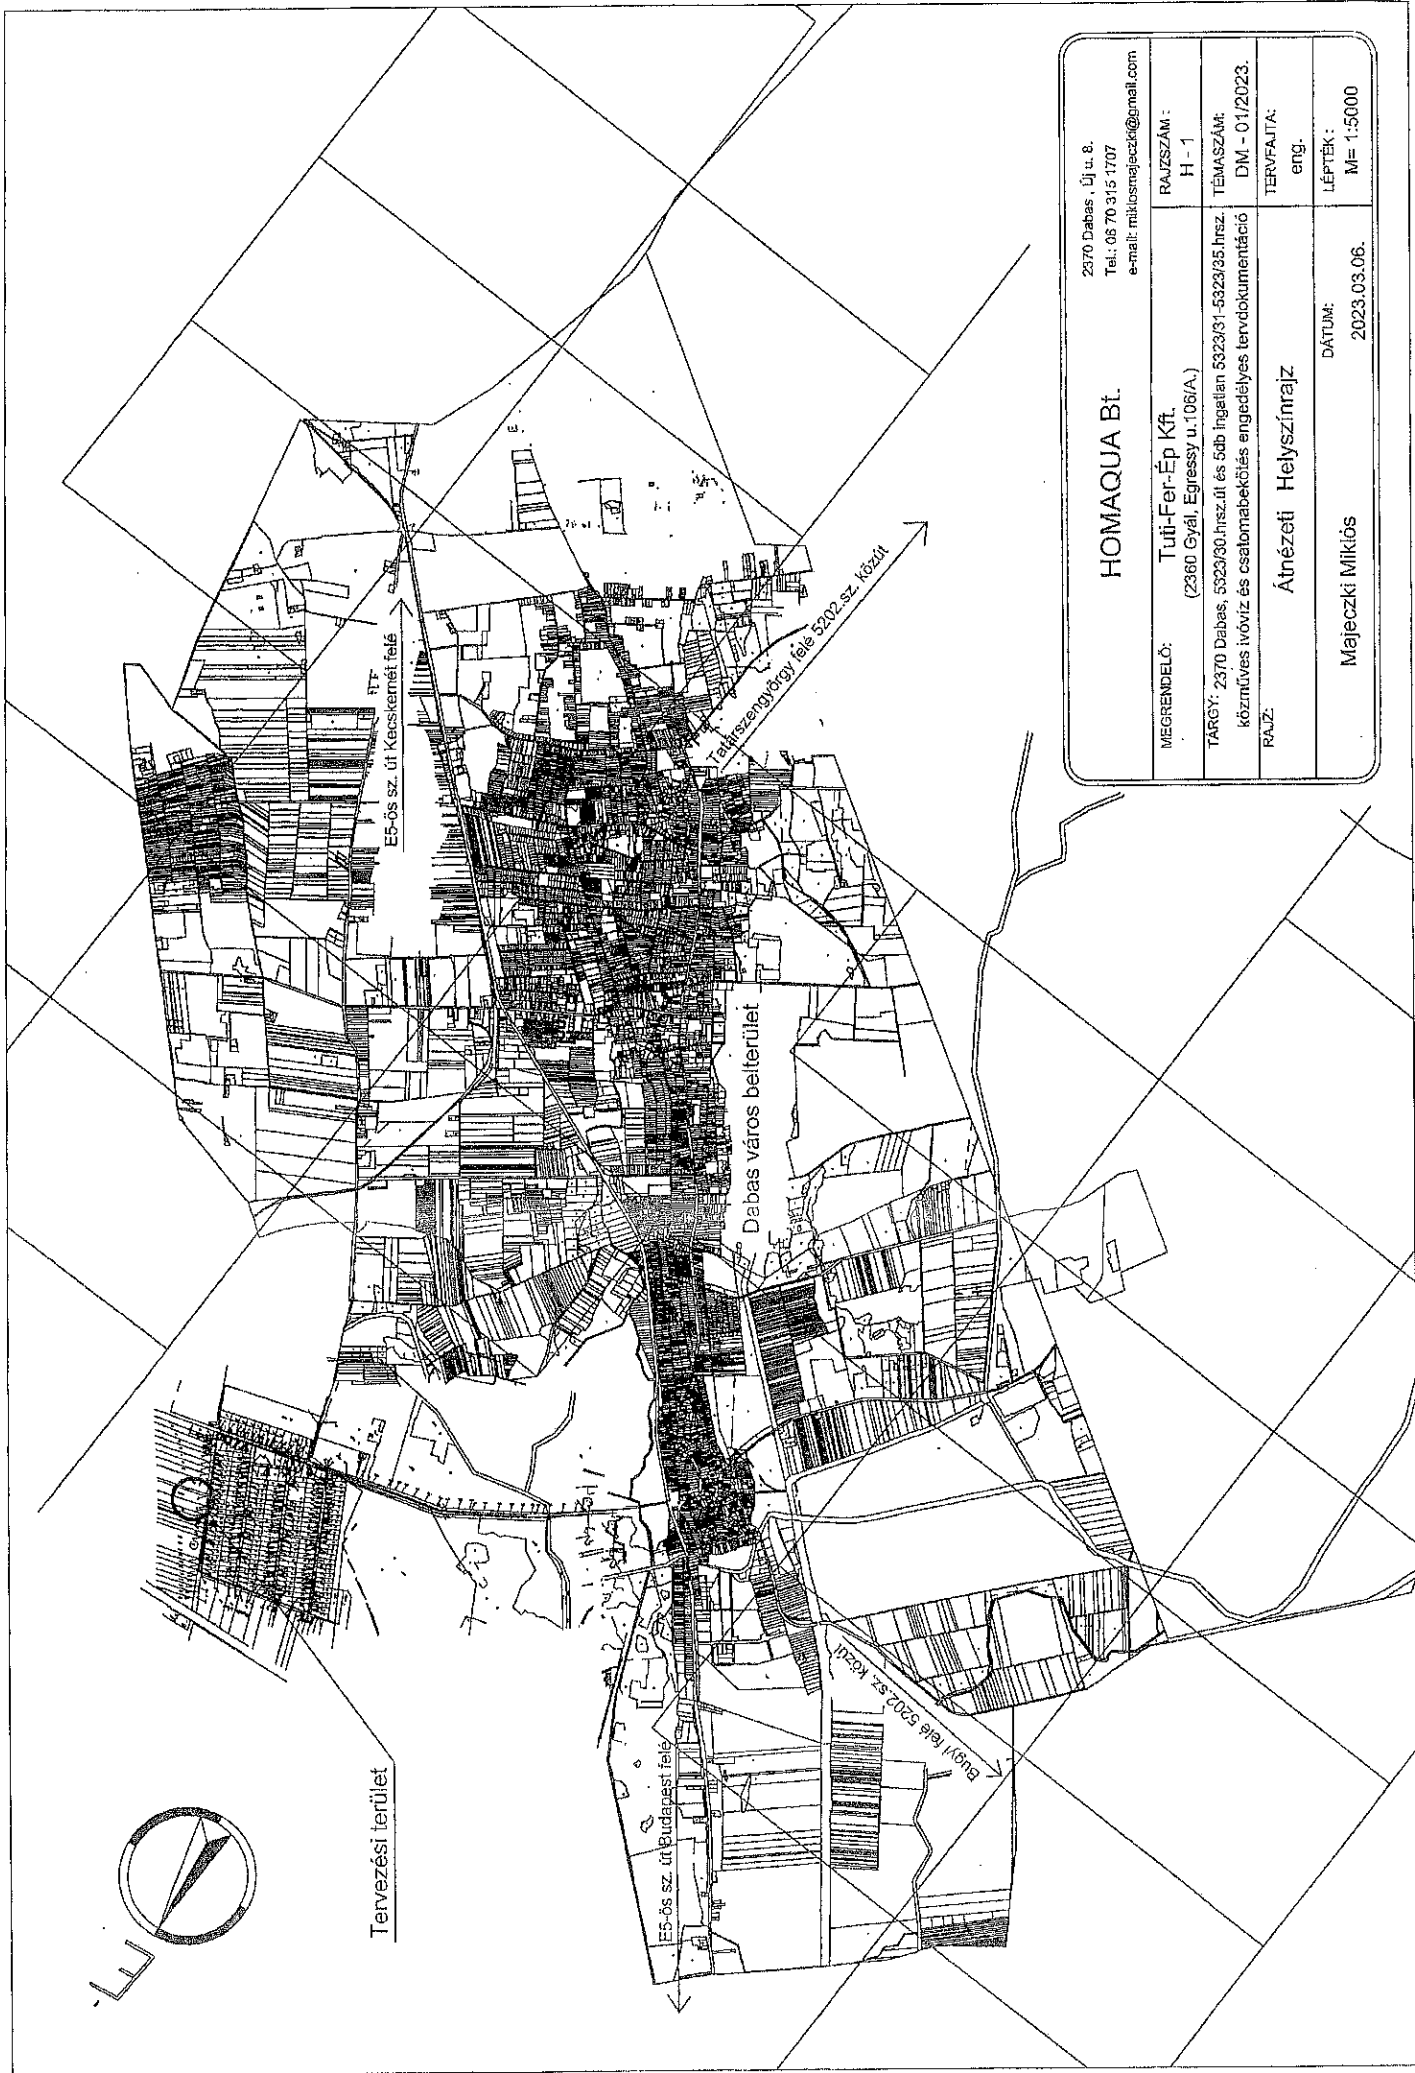 É
Tervezési terület
E5-ös sz. út Kecskemét felé
Tatárszengyörgy felé 5202.sz. közút
Dabas város belterület
E5-ös sz. út Budapest felé
Bugyi felé 5202.sz. közút
HOMAQUA Bt.
2370 Dabas , Új u. 8.
Tel.: 06 70 315 1707
e-mail: miklosmajeczki@gmail.com
MEGRENDELŐ:
Tuti-Fer-Ép Kft.
(2360 Gyál, Egressy u.106/A.)
RAJZSZÁM :
H - 1
TÁRGY: 2370 Dabas, 5323/30.hrsz.út és 5db ingatlan 5323/31-5323/35.hrsz.
közműves ivóvíz és csatornabekötés engedélyes tervdokumentáció
TÉMASZÁM:
DM - 01/2023.
RAJZ:
Átnézeti Helyszínrajz
TERVFAJTA:
eng.
Majeczki Miklós
DÁTUM:
2023.03.06.
LÉPTÉK :
M= 1:5000